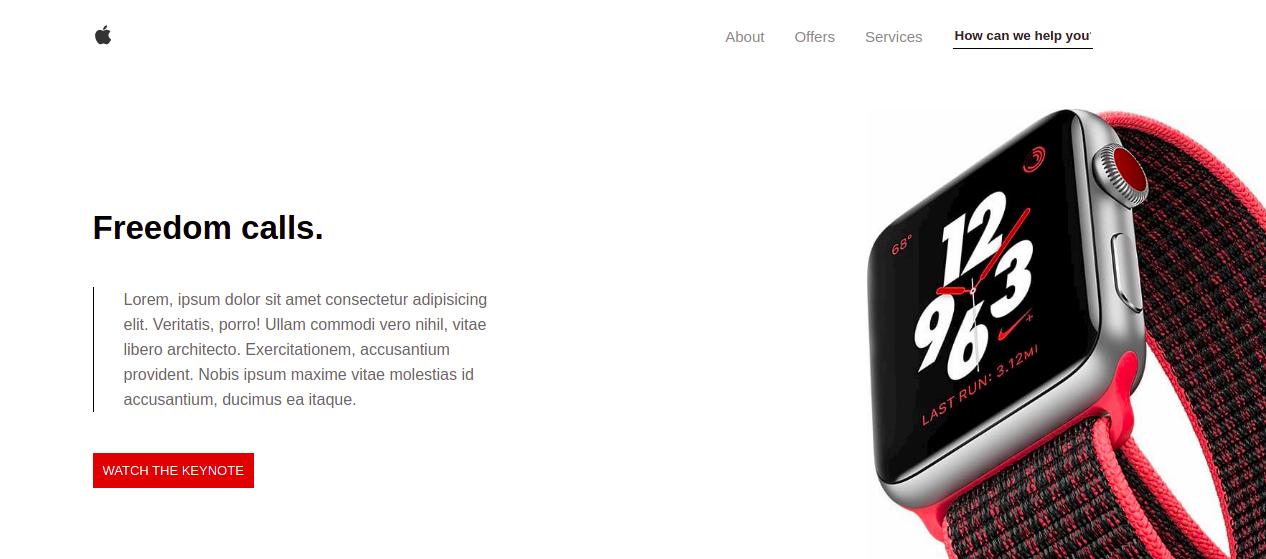 About Offers Services How can we help you
Freedom calls.
Lorem, ipsum dolor sit amet consectetur adipisicing
elit. Veritatis, porro! Ullam commodi vero nihil, vitae
libero architecto. Exercitationem, accusantium
provident. Nobis ipsum maxime vitae molestias id
accusantium, ducimus ea itaque.
WATCH THE KEYNOTE
68°
12
3
9
6
+
LAST RUN: 3.12MI